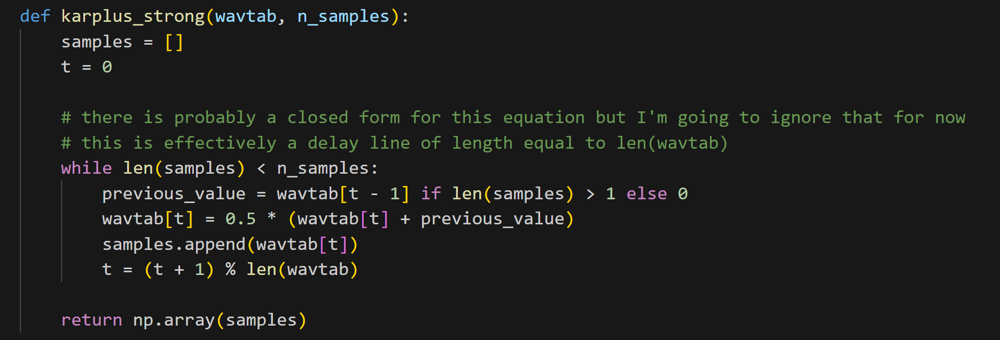 def karplus_strong(wavtab, n_samples):
    samples = []
    t = 0
    # there is probably a closed form for this equation but I'm going to ignore that for now
    # this is effectively a delay line of length equal to len(wavtab)
    while len(samples) < n_samples:
        previous_value = wavtab[t - 1] if len(samples) > 1 else 0
        wavtab[t] = 0.5 * (wavtab[t] + previous_value)
        samples.append(wavtab[t])
        t = (t + 1) % len(wavtab)
    return np.array(samples)